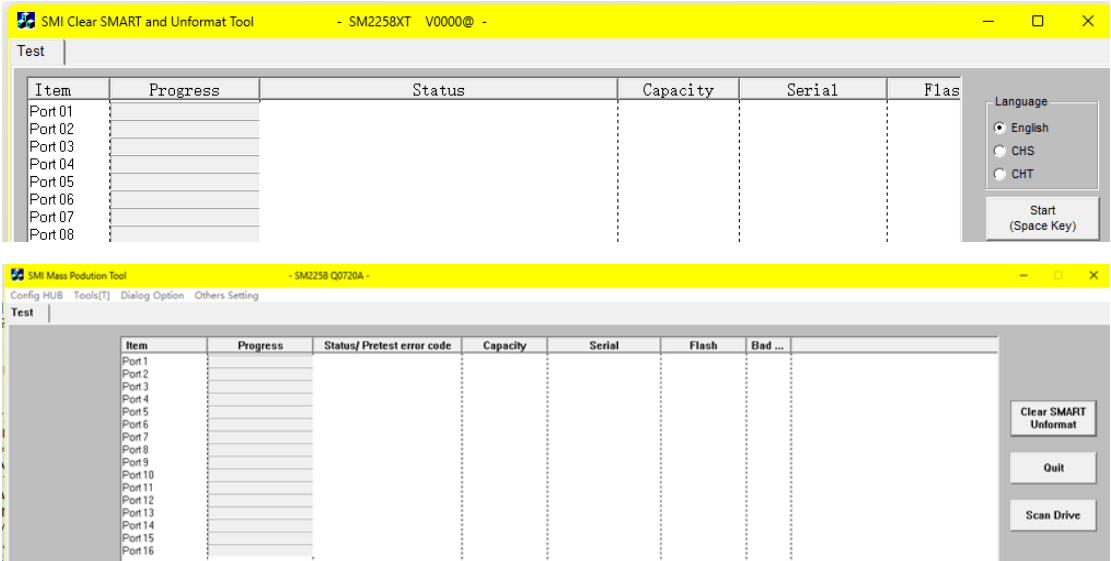 SMI Clear SMART and Unformat Tool - SM2258XT V0000@ -
Test
Item Progress Status Capacity Serial Flas
Port 01
Port 02
Port 03
Port 04
Port 05
Port 06
Port 07
Port 08
Language
English
CHS
CHT
Start
(Space Key)
SMI Mass Podution Tool - SM2258 Q0720A -
Config HUB Tools[T] Dialog Option Others Setting
Test
Item Progress Status/ Pretest error code Capacity Serial Flash Bad ...
Port 1
Port 2
Port 3
Port 4
Port 5
Port 6
Port 7
Port 8
Port 9
Port 10
Port 11
Port 12
Port 13
Port 14
Port 15
Port 16
Clear SMART
Unformat
Quit
Scan Drive